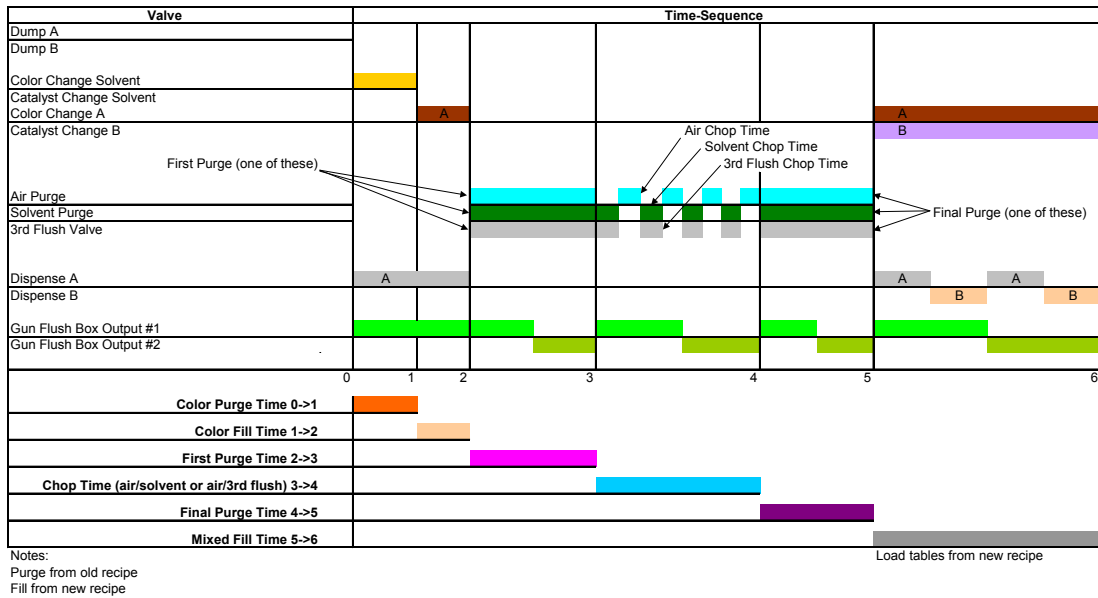 Valve Time-Sequence
Dump A
Dump B
Color Change Solvent
Catalyst Change Solvent
Color Change A A A
Catalyst Change B B
Air Chop Time
Solvent Chop Time
First Purge (one of these) 3rd Flush Chop Time
Air Purge
Solvent Purge Final Purge (one of these)
3rd Flush Valve
Dispense A A A A
Dispense B B B
Gun Flush Box Output #1
Gun Flush Box Output #2 .
0 1 2 3 4 5 6
Color Purge Time 0->1
Color Fill Time 1->2
First Purge Time 2->3
Chop Time (air/solvent or air/3rd flush) 3->4
Final Purge Time 4->5
Mixed Fill Time 5->6
Notes: Load tables from new recipe
Purge from old recipe
Fill from new recipe